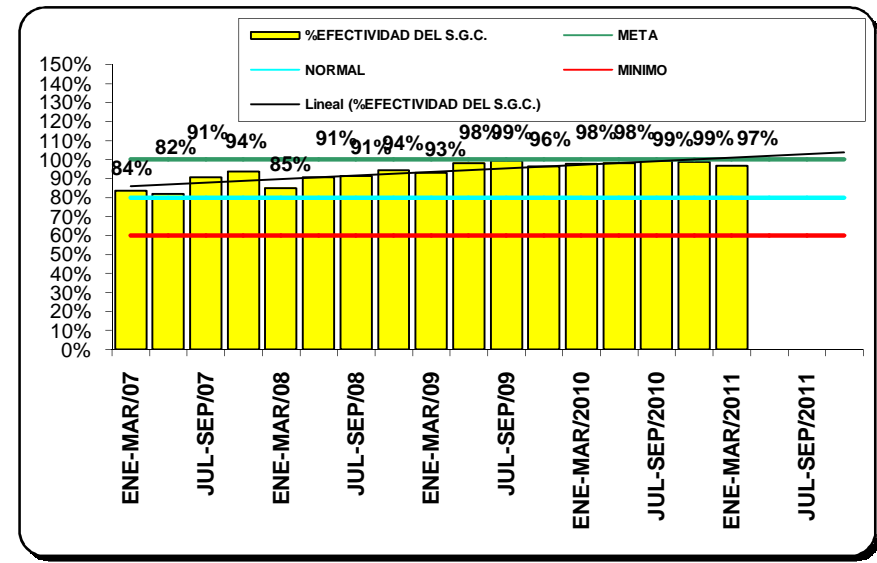 %EFECTIVIDAD DEL S.G.C. META
NORMAL MINIMO
Lineal (%EFECTIVIDAD DEL S.G.C.)
150%
140%
130%
120%
110%
100%
90%
80%
70%
60%
50%
40%
30%
20%
10%
0%
84% 82% 91% 94% 85% 91% 91% 94% 93% 98% 99% 96% 98% 98% 99% 99% 97%
ENE-MAR/07
JUL-SEP/07
ENE-MAR/08
JUL-SEP/08
ENE-MAR/09
JUL-SEP/09
ENE-MAR/2010
JUL-SEP/2010
ENE-MAR/2011
JUL-SEP/2011